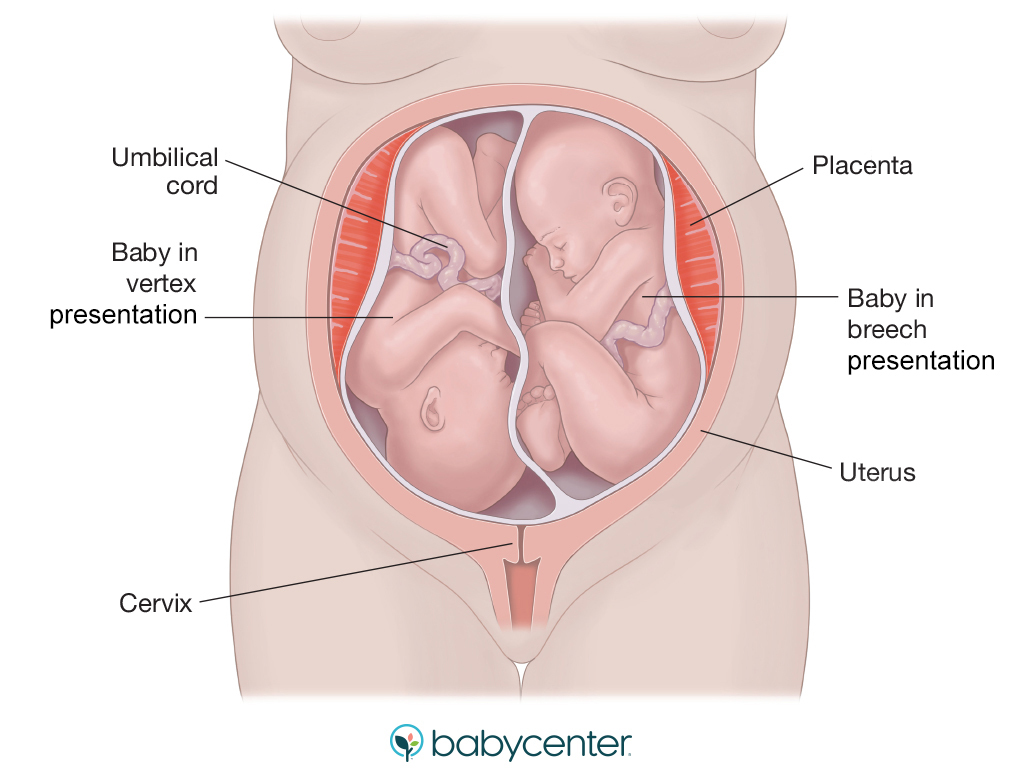 Umbilical
cord
Baby in
vertex
presentation
Cervix
Placenta
Baby in
breech
presentation
Uterus
babycenter